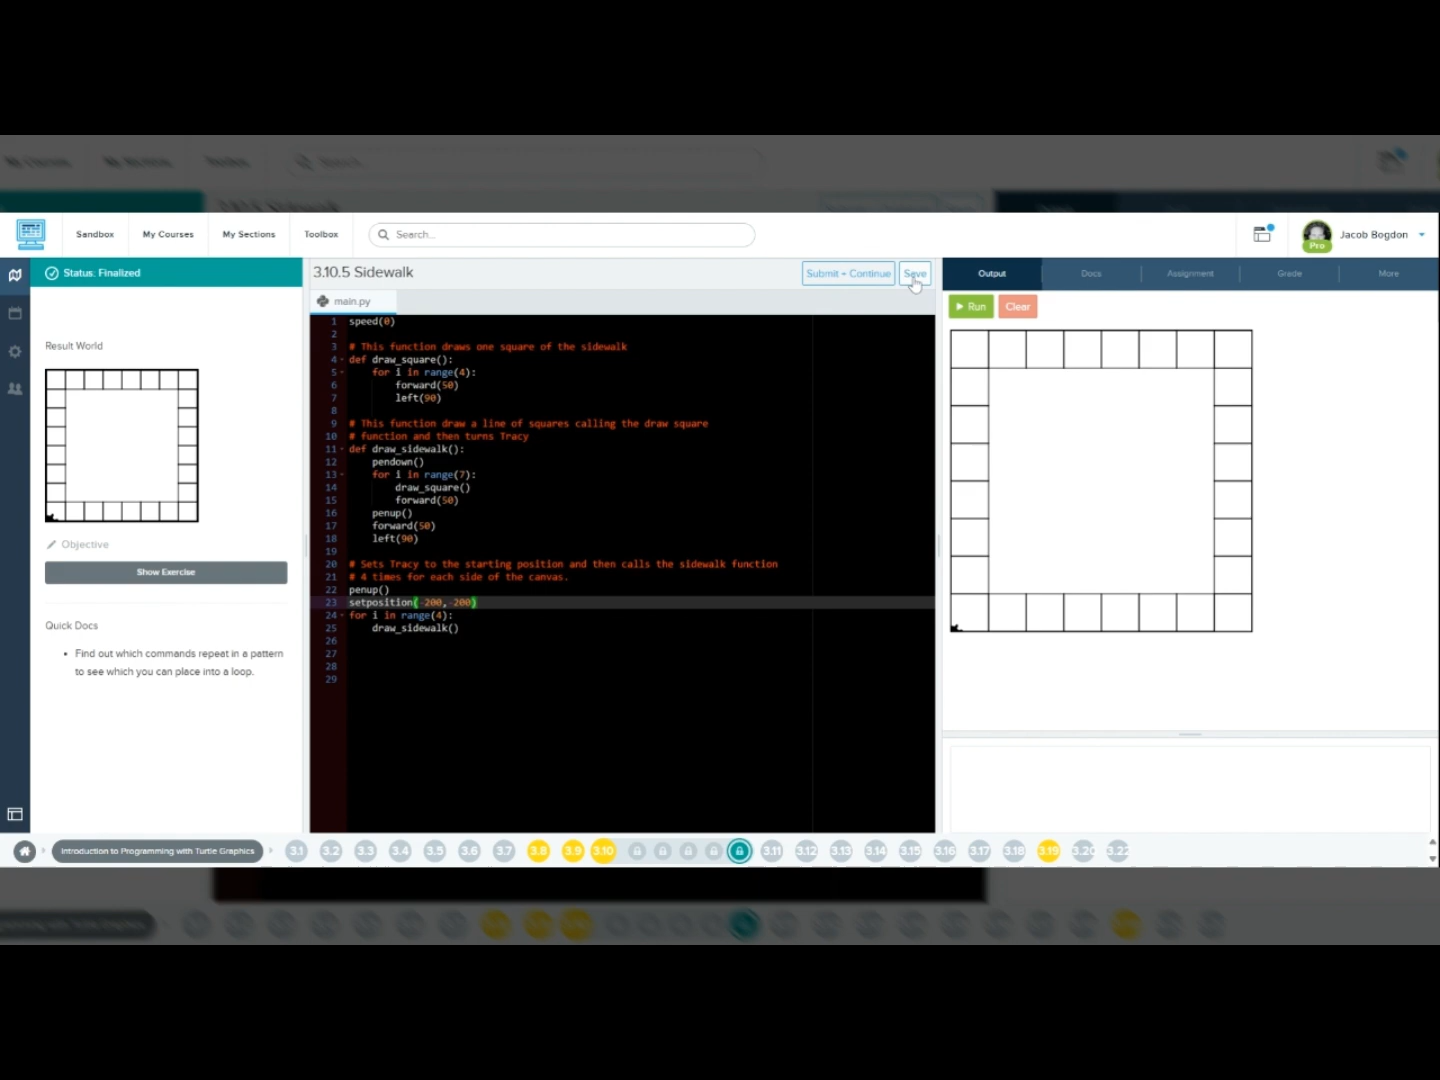 Sandbox
My Courses
My Sections
Toolbox
Search...
Pro
Jacob Bogdon
Status: Finalized
3.10.5 Sidewalk
Submit + Continue
Save
Output
Docs
Assignment
Grade
More
main.py
Run
Clear
Result World
Objective
Show Exercise
Quick Docs
• Find out which commands repeat in a pattern
to see which you can place into a loop.
1 speed(0)
2
3 # This function draws one square of the sidewalk
4 def draw_square():
5 for i in range(4):
6 forward(50)
7 left(90)
8
9 # This function draw a line of squares calling the draw square
10 # function and then turns Tracy
11 def draw_sidewalk():
12 pendown()
13 for i in range(7):
14 draw_square()
15 forward(50)
16 penup()
17 forward(50)
18 left(90)
19
20 # Sets Tracy to the starting position and then calls the sidewalk function
21 # 4 times for each side of the canvas.
22 penup()
23 setposition(-200,-200)
24 for i in range(4):
25 draw_sidewalk()
26
27
28
29
Introduction to Programming with Turtle Graphics
3.1
3.2
3.3
3.4
3.5
3.6
3.7
3.8
3.9
3.10
3.11
3.12
3.13
3.14
3.15
3.16
3.17
3.18
3.19
3.20
3.22